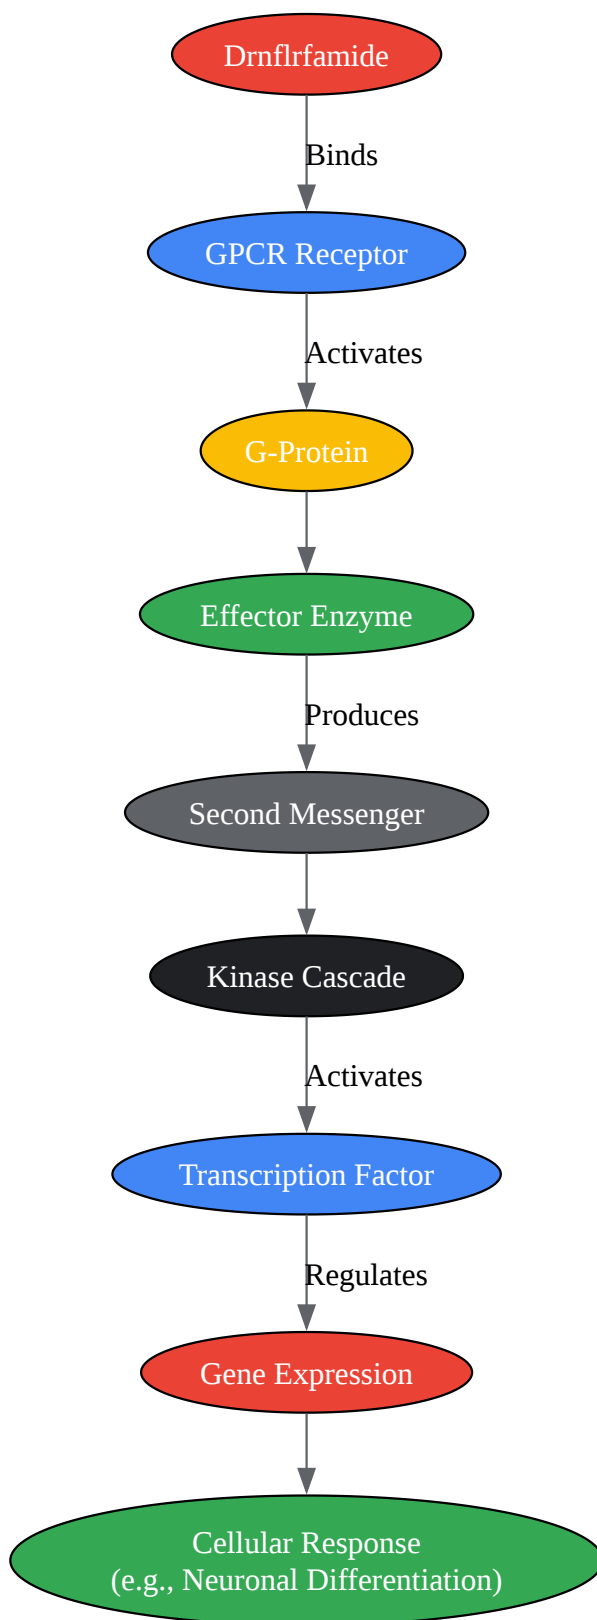 Drnflrfamide
Binds
GPCR Receptor
Activates
G-Protein
Effector Enzyme
Produces
Second Messenger
Kinase Cascade
Activates
Transcription Factor
Regulates
Gene Expression
Cellular Response
(e.g., Neuronal Differentiation)